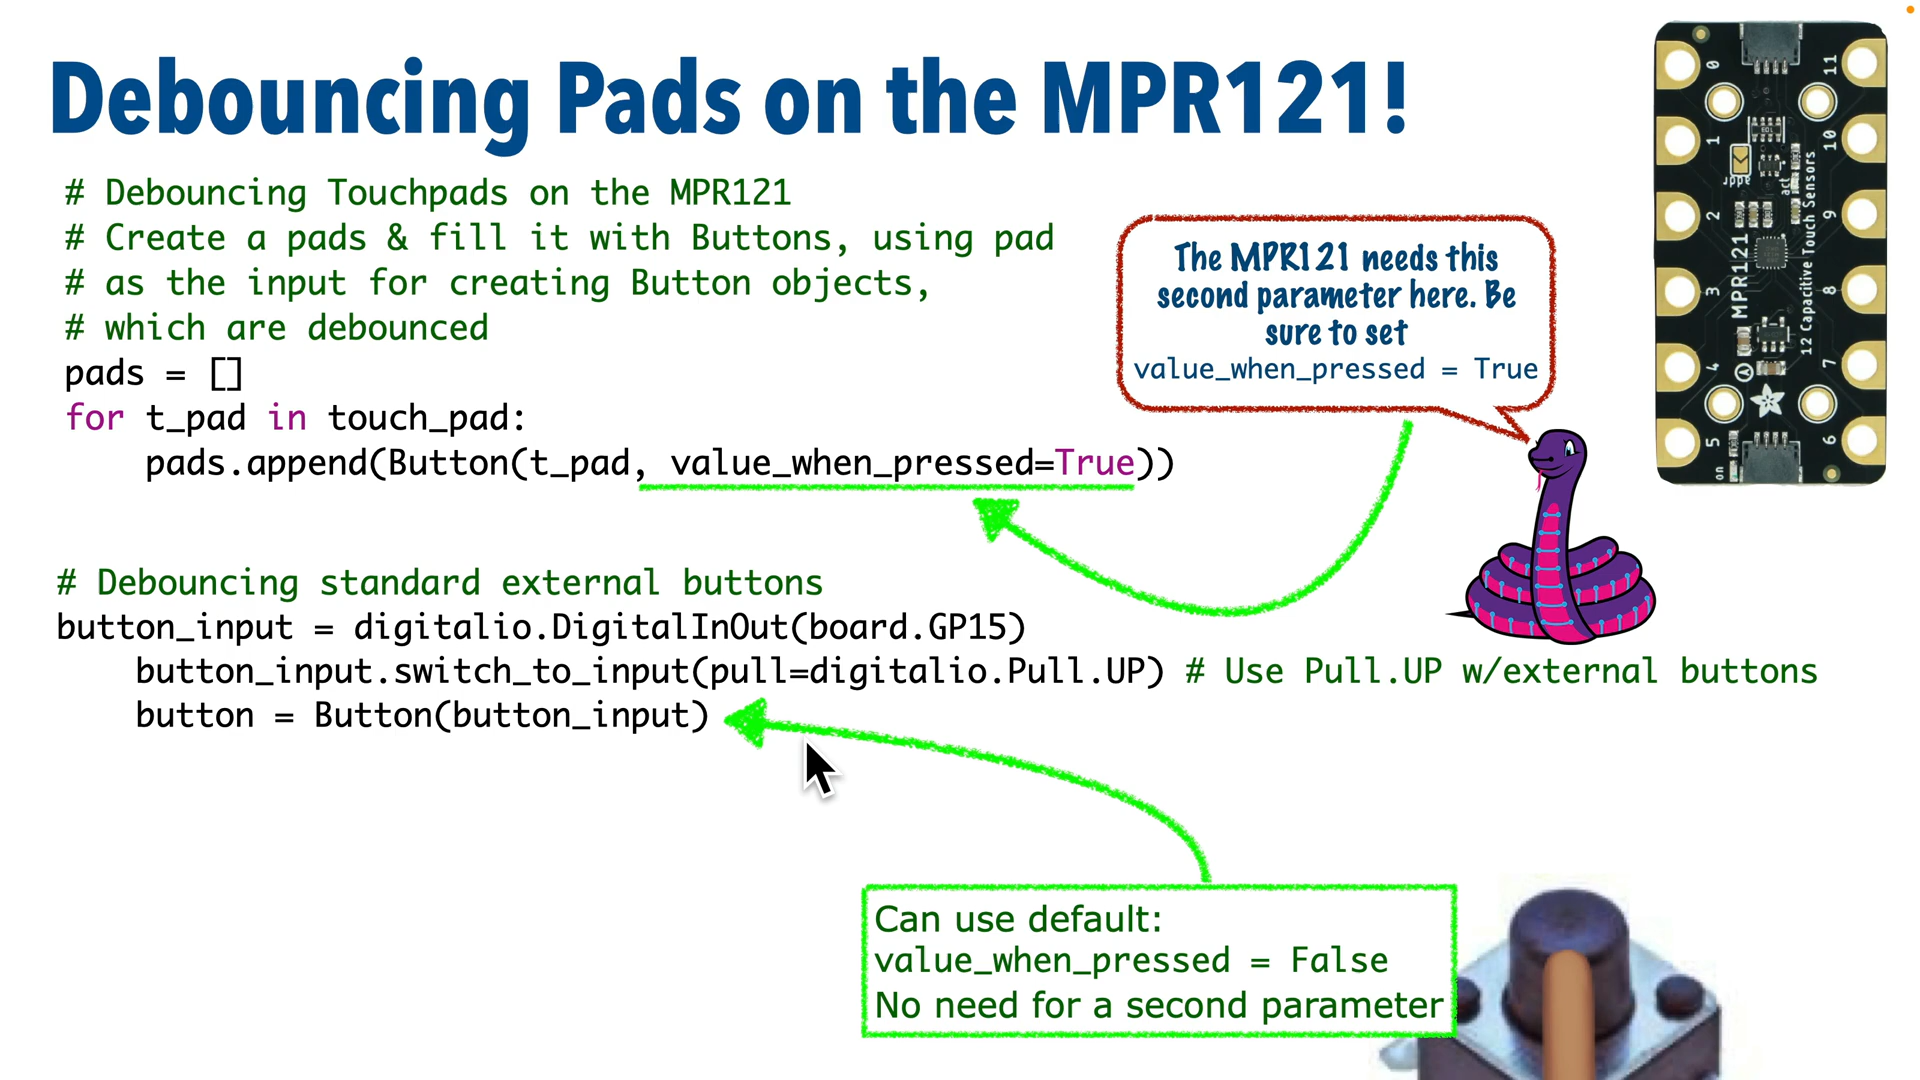 Debouncing Pads on the MPR121!
# Debouncing Touchpads on the MPR121
# Create a pads & fill it with Buttons, using pad
# as the input for creating Button objects,
# which are debounced
pads = []
for t_pad in touch_pad:
    pads.append(Button(t_pad, value_when_pressed=True))
The MPR121 needs this
second parameter here. Be
sure to set
value_when_pressed = True
# Debouncing standard external buttons
button_input = digitalio.DigitalInOut(board.GP15)
    button_input.switch_to_input(pull=digitalio.Pull.UP) # Use Pull.UP w/external buttons
    button = Button(button_input)
Can use default:
value_when_pressed = False
No need for a second parameter
0
1
2
3
4
5
11
10
9
8
7
6
addr
act
on
103
A
MPR121
12 Capacitive Touch Sensors